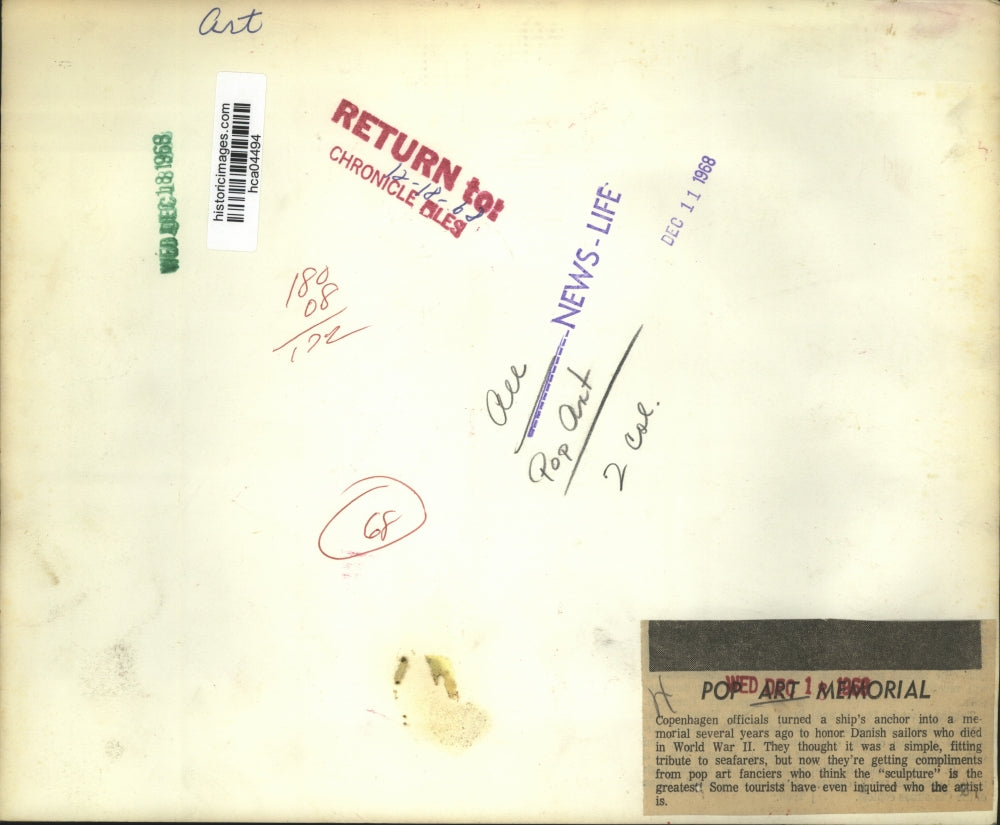 Art
WED DEC 18 1968
historicimages.com
hca04494
RETURN to:
CHRONICLE FILES
12-18-68
DEC 11 1968
NEWS-LIFE
180
08
172
All
Pop Art
2 Col.
68
H
WED DEC 1 1968
POP ART MEMORIAL
Copenhagen officials turned a ship's anchor into a me-
morial several years ago to honor Danish sailors who died
in World War II. They thought it was a simple, fitting
tribute to seafarers, but now they're getting compliments
from pop art fanciers who think the "sculpture" is the
greatest! Some tourists have even inquired who the artist
is.